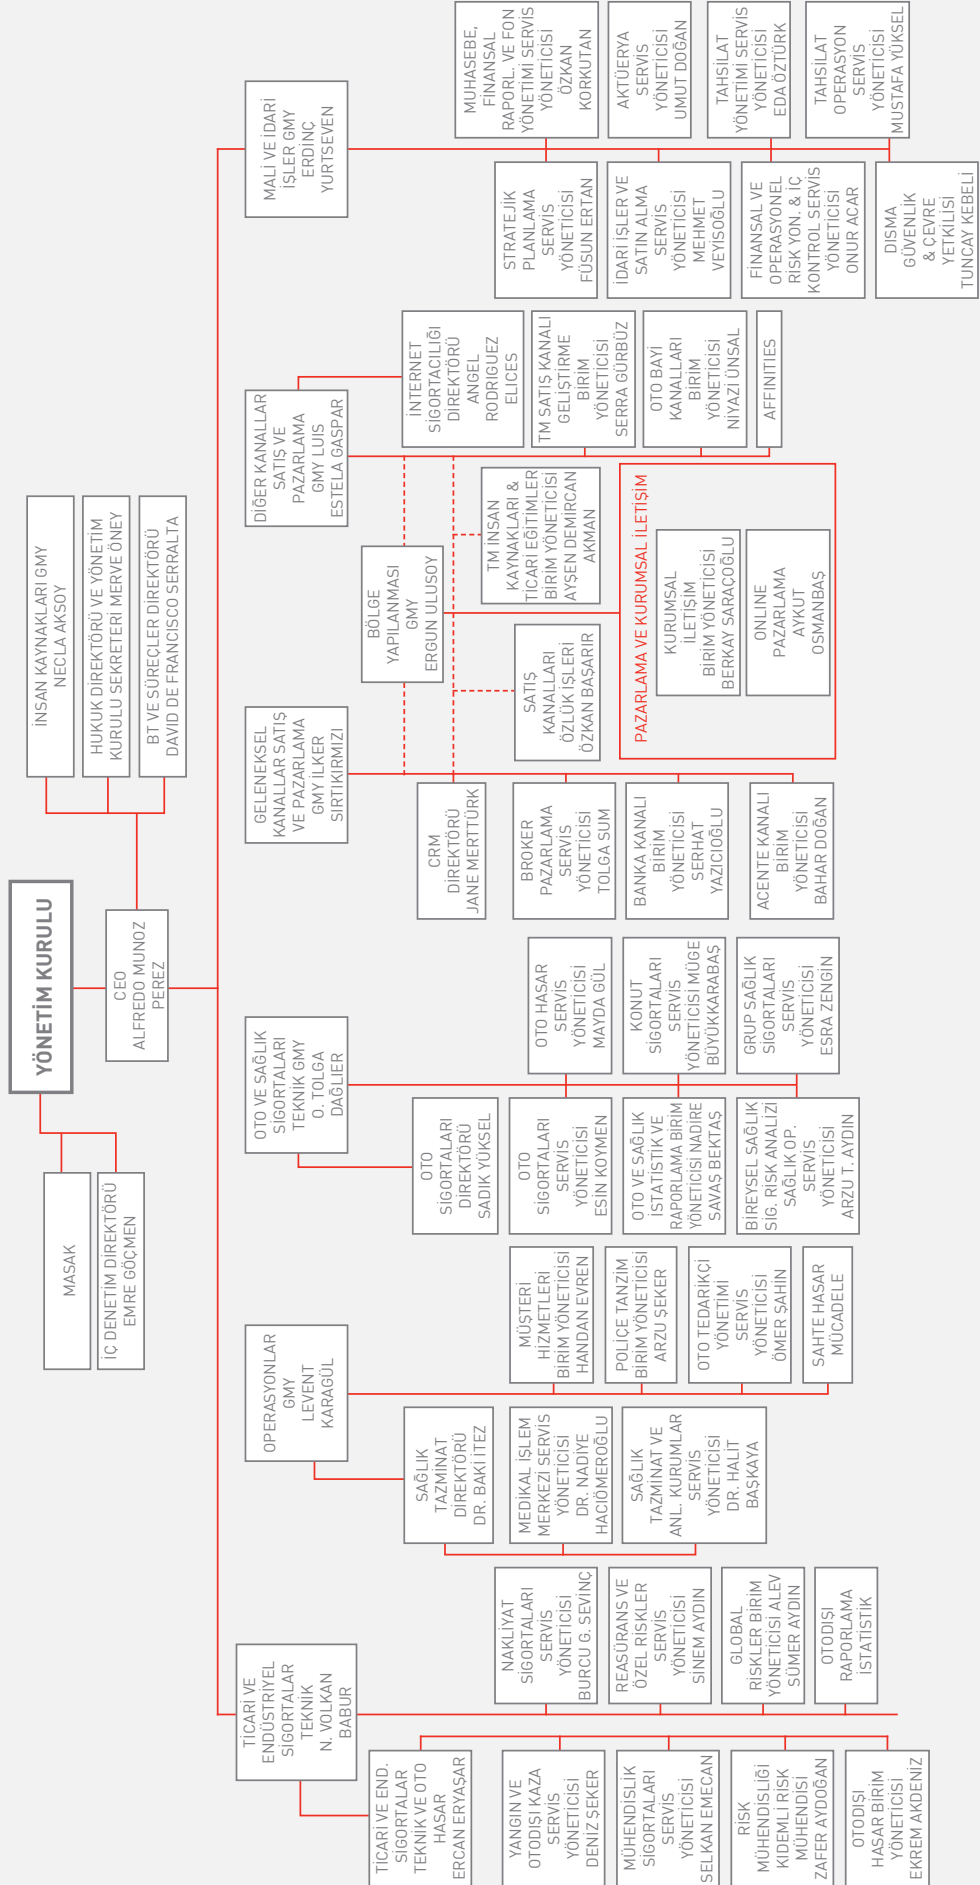 YÖNETİM KURULU
MASAK
İÇ DENETİM DİREKTÖRÜ
EMRE GÖÇMEN
CEO
ALFREDO MUNOZ
PEREZ
İNSAN KAYNAKLARI GMY
NECLA AKSOY
HUKUK DİREKTÖRÜ VE YÖNETİM
KURULU SEKRETERİ MERVE ÖNEY
BT VE SÜREÇLER DİREKTÖRÜ
DAVID DE FRANCISCO SERRALTA
TİCARİ VE
ENDÜSTRİYEL
SİGORTALAR
TEKNİK
N. VOLKAN
BABUR
TİCARİ VE END.
SİGORTALAR
TEKNİK VE OTO
HASAR
ERCAN ERYAŞAR
YANGIN VE
OTODIŞI KAZA
SERVİS
YÖNETİCİSİ
DENİZ ŞEKER
MÜHENDİSLİK
SİGORTALARI
SERVİS
YÖNETİCİSİ
SELKAN EMECAN
RİSK
MÜHENDİSLİĞİ
KIDEMLİ RİSK
MÜHENDİSİ
ZAFER AYDOĞAN
OTODIŞI
HASAR BİRİM
YÖNETİCİSİ
EKREM AKDENİZ
NAKLİYAT
SİGORTALARI
SERVİS
YÖNETİCİSİ
BURCU G. SEVİNÇ
REASÜRANS VE
ÖZEL RİSKLER
SERVİS
YÖNETİCİSİ
SİNEM AYDIN
GLOBAL
RİSKLER BİRİM
YÖNETİCİSİ ALEV
SÜMER AYDIN
OTODIŞI
RAPORLAMA
İSTATİSTİK
OPERASYONLAR
GMY
LEVENT
KARAGÜL
SAĞLIK
TAZMİNAT
DİREKTÖRÜ
DR. BAKİ İTEZ
MEDİKAL İŞLEM
MERKEZİ SERVİS
YÖNETİCİSİ
DR. NADİYE
HACIÖMEROĞLU
SAĞLIK
TAZMİNAT VE
ANL. KURUMLAR
SERVİS
YÖNETİCİSİ
DR. HALİT
BAŞKAYA
MÜŞTERİ
HİZMETLERİ
BİRİM YÖNETİCİSİ
HANDAN EVREN
POLİÇE TANZİM
BİRİM YÖNETİCİSİ
ARZU ŞEKER
OTO TEDARİKÇİ
YÖNETİMİ
SERVİS
YÖNETİCİSİ
ÖMER ŞAHİN
SAHTE HASAR
MÜCADELE
OTO VE SAĞLIK
SİGORTALARI
TEKNİK GMY
O. TOLGA
DAĞLIER
OTO
SİGORTALARI
DİREKTÖRÜ
SADIK YÜKSEL
OTO
SİGORTALARI
SERVİS
YÖNETİCİSİ
ESİN KOYMEN
OTO VE SAĞLIK
İSTATİSTİK VE
RAPORLAMA BİRİM
YÖNETİCİSİ NADİRE
SAVAŞ BEKTAŞ
BİREYSEL SAĞLIK
SİG. RİSK ANALİZİ
SAĞLIK OP.
SERVİS
YÖNETİCİSİ
ARZU T. AYDIN
OTO HASAR
SERVİS
YÖNETİCİSİ
MAYDA GÜL
KONUT
SİGORTALARI
SERVİS
YÖNETİCİSİ MÜGE
BÜYÜKKARABAŞ
GRUP SAĞLIK
SİGORTALARI
SERVİS
YÖNETİCİSİ
ESRA ZENGİN
GELENEKSEL
KANALLAR SATIŞ
VE PAZARLAMA
GMY İLKER
SIRTIKIRMIZI
CRM
DİREKTÖRÜ
JANE MERTTÜRK
BROKER
PAZARLAMA
SERVİS
YÖNETİCİSİ
TOLGA SUM
BANKA KANALI
BİRİM
YÖNETİCİSİ
SERHAT
YAZICIOĞLU
ACENTE KANALI
BİRİM
YÖNETİCİSİ
BAHAR DOĞAN
BÖLGE
YAPILANMASI
GMY
ERGUN ULUSOY
SATIŞ
KANALLARI
ÖZLÜK İŞLERİ
ÖZKAN BAŞARIR
TM İNSAN
KAYNAKLARI &
TİCARİ EĞİTİMLER
BİRİM YÖNETİCİSİ
AYŞEN DEMİRCAN
AKMAN
PAZARLAMA VE KURUMSAL İLETİŞİM
KURUMSAL
İLETİŞİM
BİRİM YÖNETİCİSİ
BERKAY SARAÇOĞLU
ONLINE
PAZARLAMA
AYKUT
OSMANBAŞ
DİĞER KANALLAR
SATIŞ VE
PAZARLAMA
GMY LUIS
ESTELA GASPAR
İNTERNET
SİGORTACILIĞI
DİREKTÖRÜ
ANGEL
RODRIGUEZ
ELICES
TM SATIŞ KANALI
GELİŞTİRME
BİRİM
YÖNETİCİSİ
SERRA GÜRBÜZ
OTO BAYİ
KANALLARI
BİRİM
YÖNETİCİSİ
NİYAZİ ÜNSAL
AFFINITIES
MALİ VE İDARİ
İŞLER GMY
ERDİNÇ
YURTSEVEN
STRATEJİK
PLANLAMA
SERVİS
YÖNETİCİSİ
FÜSUN ERTAN
İDARİ İŞLER VE
SATIN ALMA
SERVİS
YÖNETİCİSİ
MEHMET
VEYİSOĞLU
FİNANSAL VE
OPERASYONEL
RİSK YON. & İÇ
KONTROL SERVİS
YÖNETİCİSİ
ONUR ACAR
DISMA
GÜVENLİK
& ÇEVRE
YETKİLİSİ
TUNCAY KEBELİ
MUHASEBE,
FİNANSAL
RAPORL. VE FON
YÖNETİMİ SERVİS
YÖNETİCİSİ
ÖZKAN
KORKUTAN
AKTÜERYA
SERVİS
YÖNETİCİSİ
UMUT DOĞAN
TAHSİLAT
YÖNETİMİ SERVİS
YÖNETİCİSİ
EDA ÖZTÜRK
TAHSİLAT
OPERASYON
SERVİS
YÖNETİCİSİ
MUSTAFA YÜKSEL